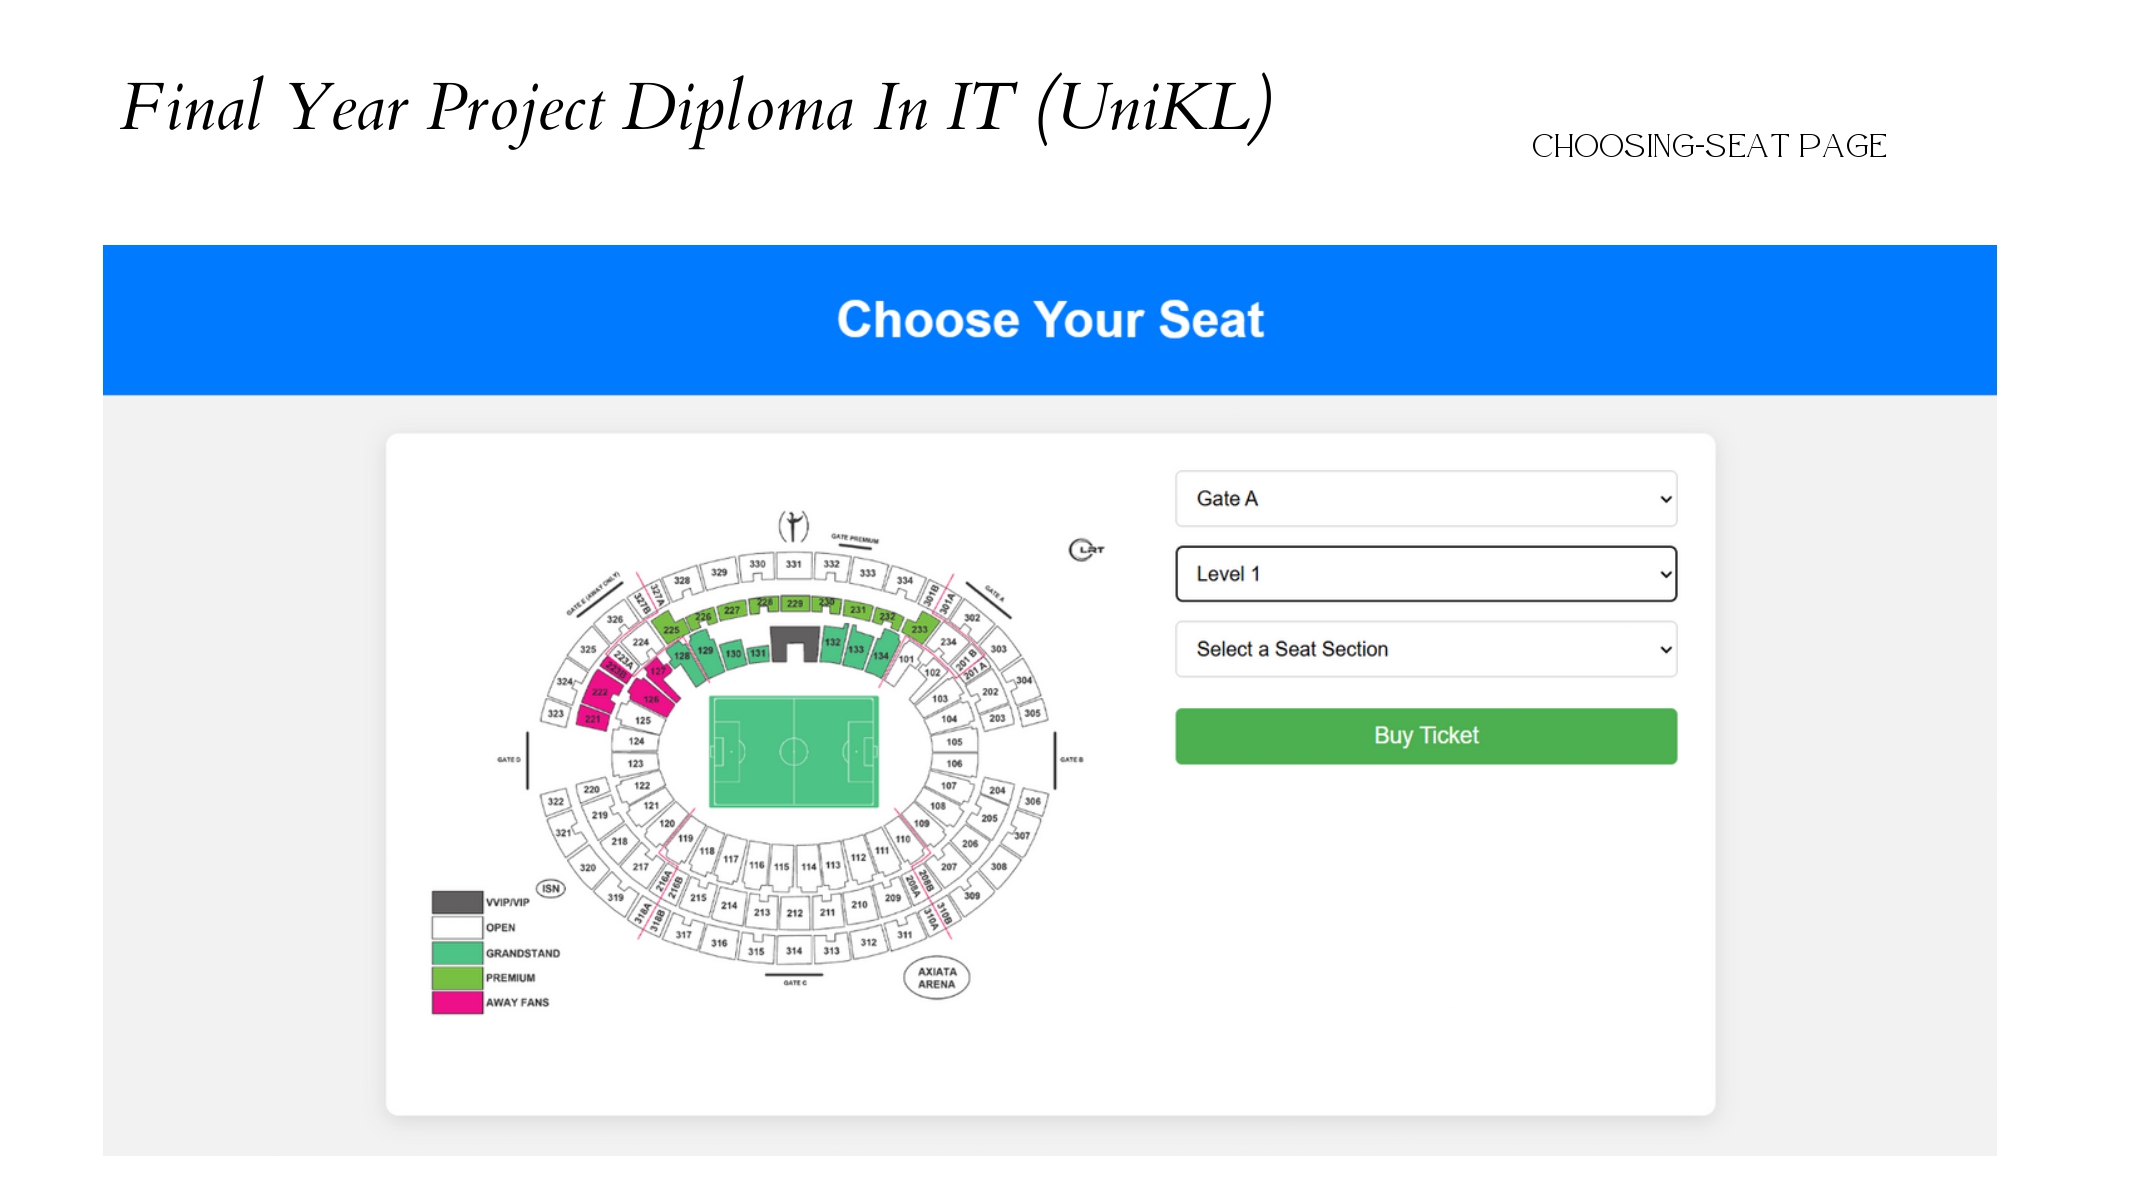 Final Year Project Diploma In IT (UniKL)
CHOOSING-SEAT PAGE
Choose Your Seat
Gate A
Level 1
Select a Seat Section
Buy Ticket
GATE PREMIUM
LRT
GATE E (AWAY ONLY)
GATE A
327B 327A 328 329 330 331 332 333 334 301B 301A
326 302
325 303
324 304
323 305
225 226 227 228 229 230 231 232 233
224 234
223A 201 B
223B 201 A
222 202
221 203
127 128 129 130 131 132 133 134 101
126 102
125 103
124 104
123 105
122 106
121 107
120 108
109
GATE D
GATE B
119 118 117 116 115 114 113 112 111 110
220 204
219 205
218 206
217 207
216A 216B 215 214 213 212 211 210 209 208A 208B
322 306
321 307
320 308
319 309
318A 318B 317 316 315 314 313 312 311 310A 310B
GATE C
ISN
AXIATA
ARENA
VVIP/VIP
OPEN
GRANDSTAND
PREMIUM
AWAY FANS